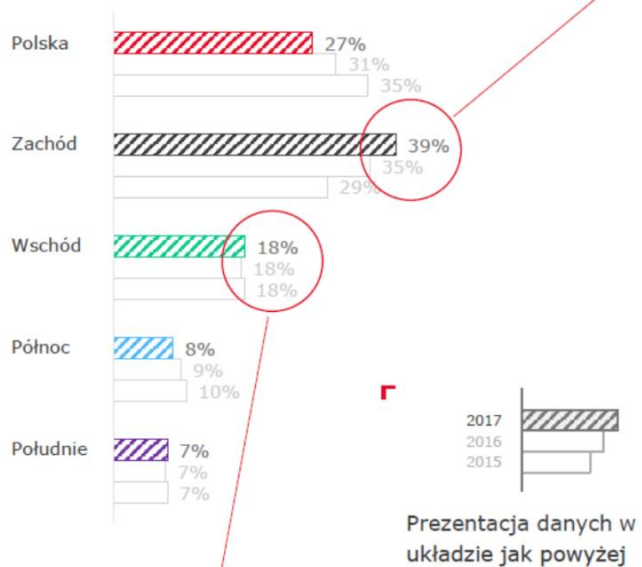 Polska
27%
31%
35%
Zachód
39%
35%
29%
Wschód
18%
18%
18%
Północ
8%
9%
10%
Południe
7%
7%
7%
2017
2016
2015
Prezentacja danych w
układzie jak powyżej